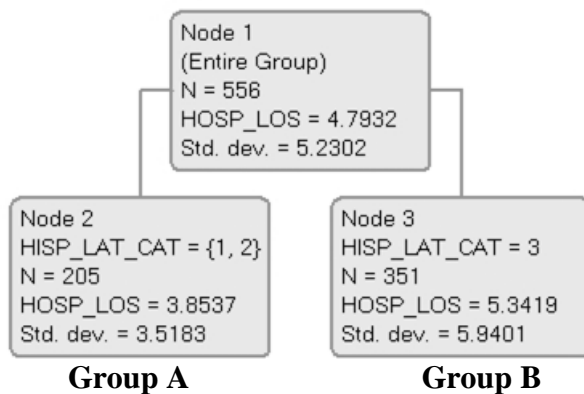 Node 1
(Entire Group)
N = 556
HOSP_LOS = 4.7932
Std. dev. = 5.2302
Node 2
HISP_LAT_CAT = {1, 2}
N = 205
HOSP_LOS = 3.8537
Std. dev. = 3.5183
Node 3
HISP_LAT_CAT = 3
N = 351
HOSP_LOS = 5.3419
Std. dev. = 5.9401
Group A
Group B